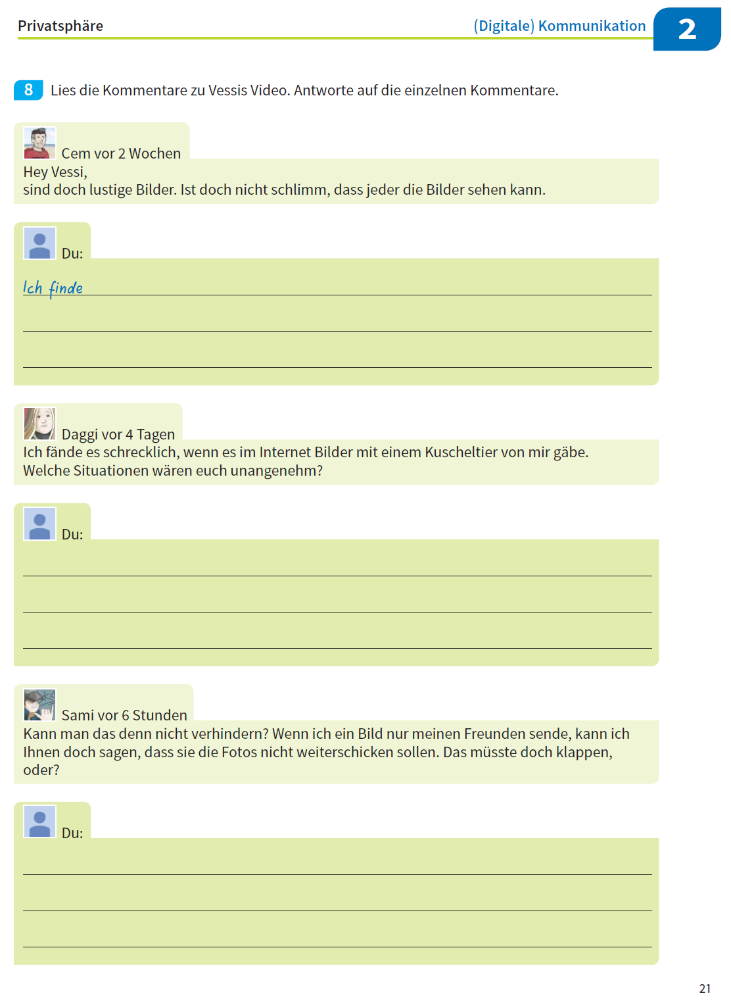 Privatsphäre
(Digitale) Kommunikation 2
8 Lies die Kommentare zu Vessis Video. Antworte auf die einzelnen Kommentare.
Cem vor 2 Wochen
Hey Vessi,
sind doch lustige Bilder. Ist doch nicht schlimm, dass jeder die Bilder sehen kann.
Du:
Ich finde
Daggi vor 4 Tagen
Ich fände es schrecklich, wenn es im Internet Bilder mit einem Kuscheltier von mir gäbe.
Welche Situationen wären euch unangenehm?
Du:
Sami vor 6 Stunden
Kann man das denn nicht verhindern? Wenn ich ein Bild nur meinen Freunden sende, kann ich
Ihnen doch sagen, dass sie die Fotos nicht weiterschicken sollen. Das müsste doch klappen,
oder?
Du:
21